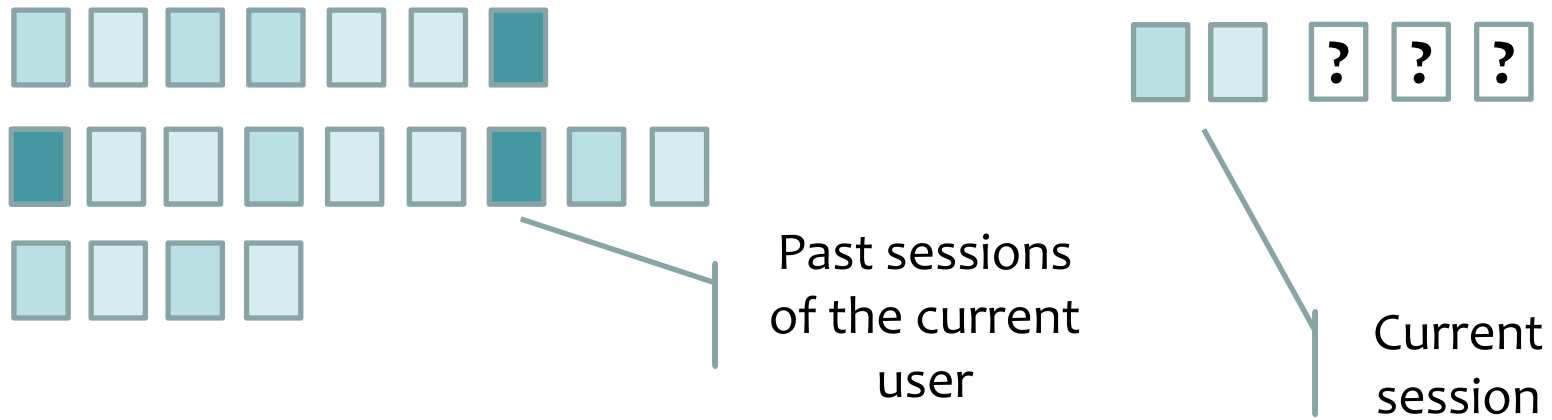 ? ? ?
Past sessions
of the current
user
Current
session